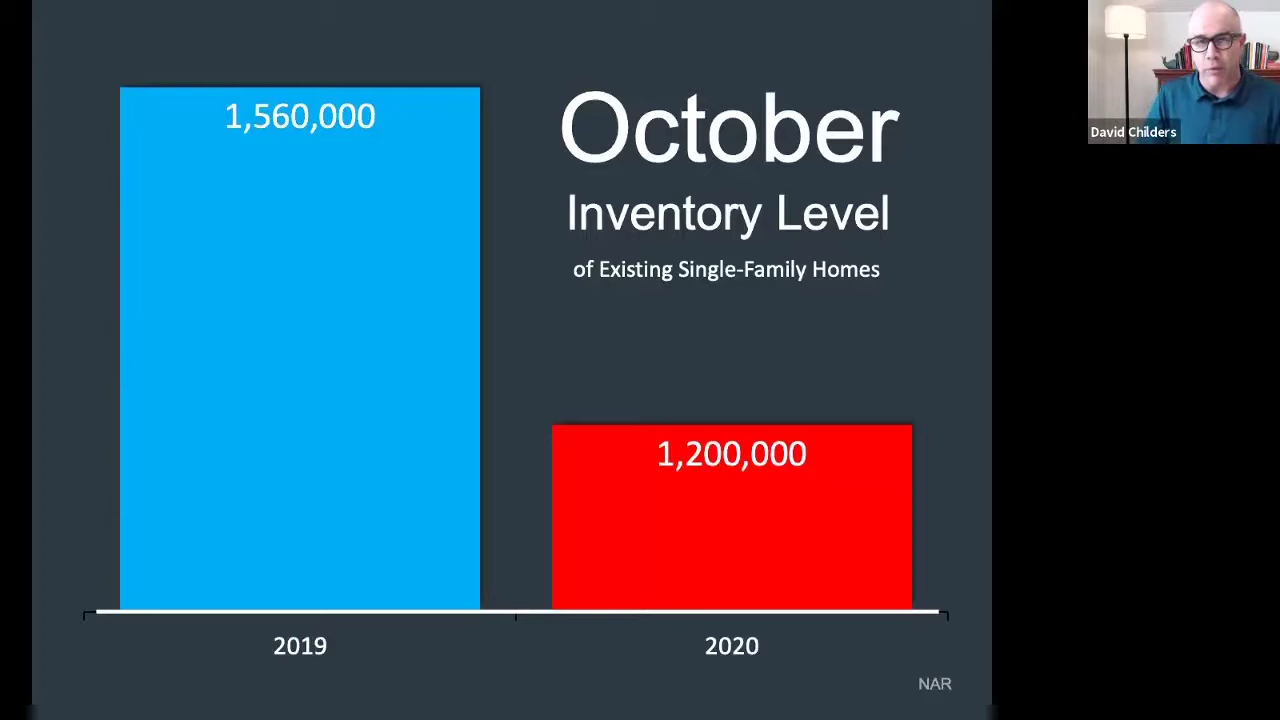 1,560,000
October
Inventory Level
of Existing Single-Family Homes
1,200,000
2019
2020
NAR
David Childers